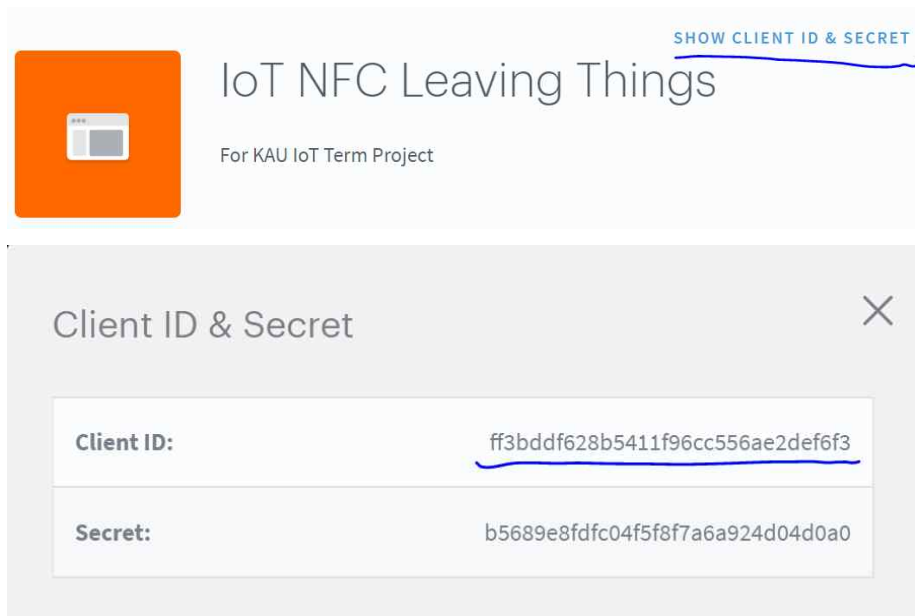 SHOW CLIENT ID & SECRET
IoT NFC Leaving Things
For KAU IoT Term Project
Client ID & Secret
Client ID: ff3bddf628b5411f96cc556ae2def6f3
Secret: b5689e8fdfc04f5f8f7a6a924d04d0a0